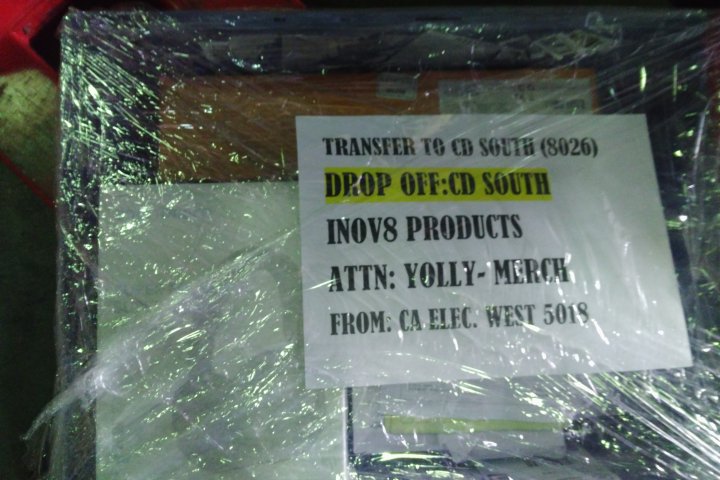 TRANSFER TO CD SOUTH (8026)
DROP OFF:CD SOUTH
INOV8 PRODUCTS
ATTN: YOLLY- MERCH
FROM: CA ELEC. WEST 5018